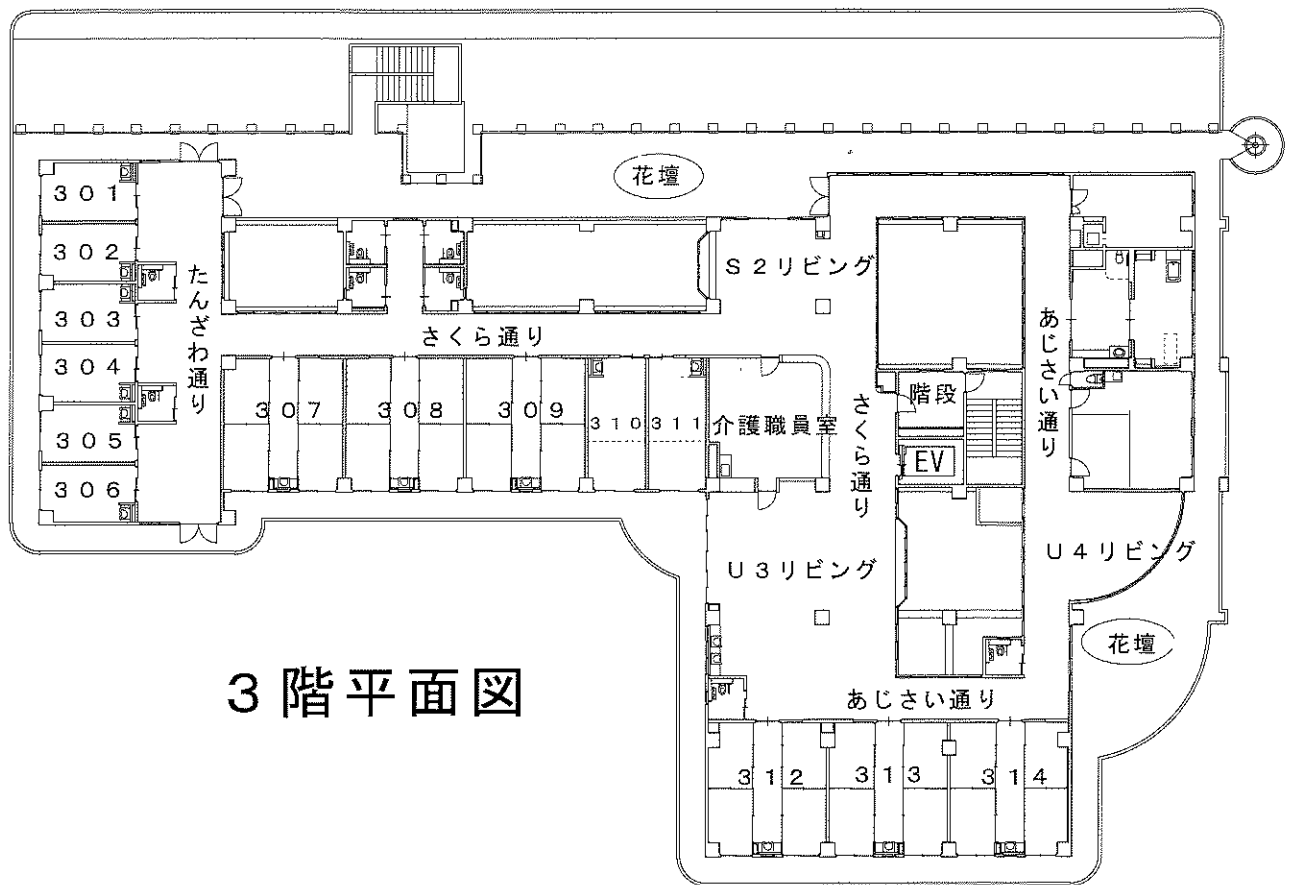 花壇
３０１
３０２
３０３
３０４
３０５
３０６
たんざわ通り
Ｓ２リビング
さくら通り
あじさい通り
３０７
３０８
３０９
３１０
３１１
介護職員室
さくら通り
階段
EV
Ｕ３リビング
Ｕ４リビング
花壇
３階平面図
あじさい通り
３１２
３１３
３１４